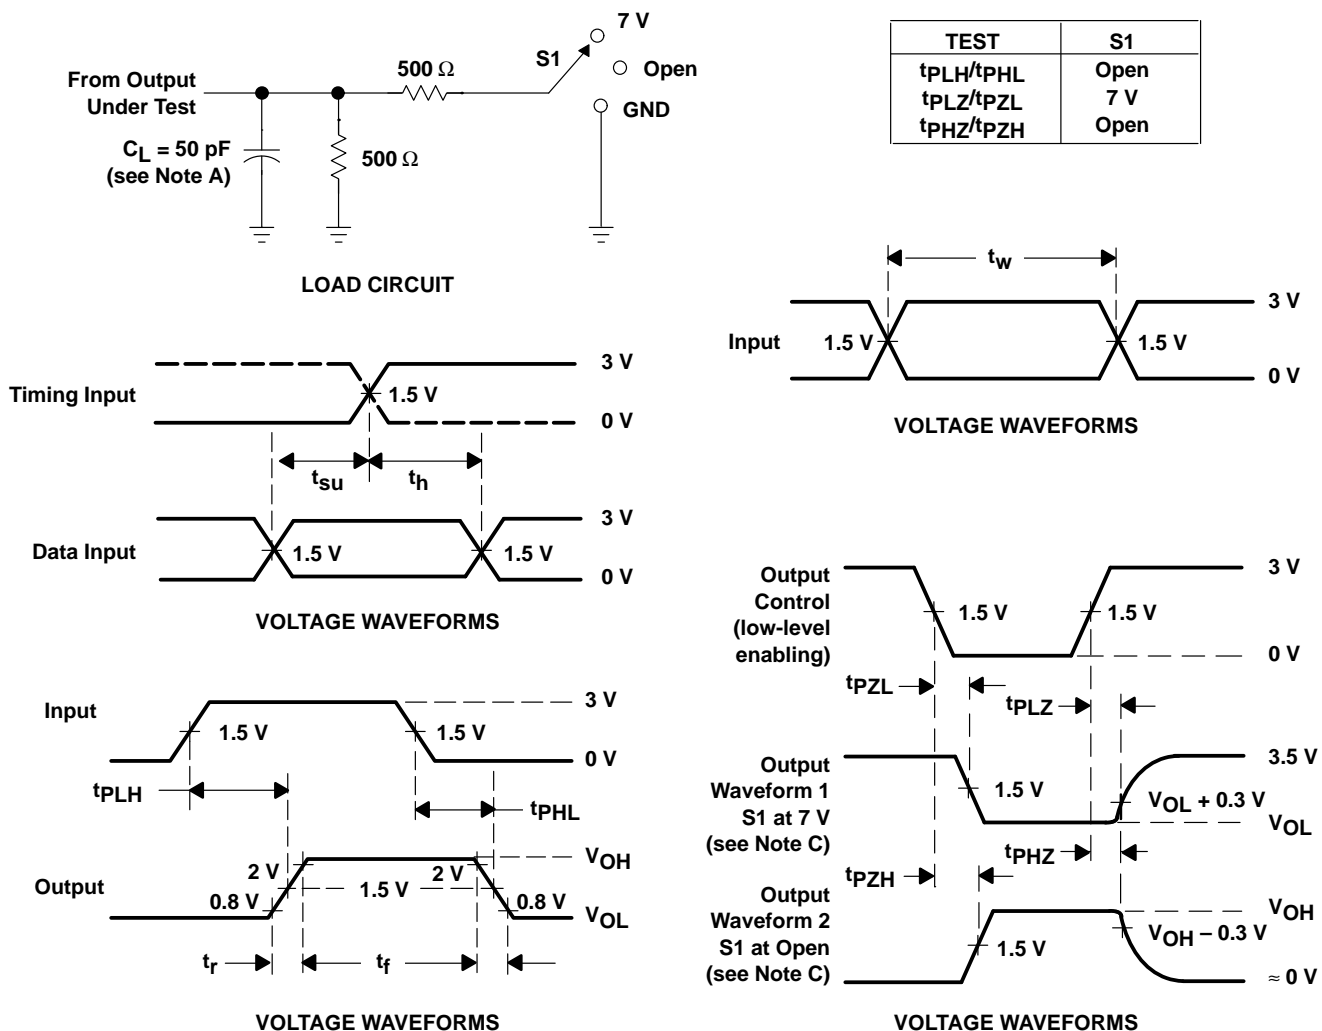 7 V
S1
Open
GND
500 Ω
From Output
Under Test
CL = 50 pF
(see Note A)
500 Ω
LOAD CIRCUIT
TEST S1
tPLH/tPHL Open
tPLZ/tPZL 7 V
tPHZ/tPZH Open
tw
3 V
Input 1.5 V 1.5 V
0 V
VOLTAGE WAVEFORMS
3 V
Timing Input 1.5 V
0 V
tsu th
3 V
Data Input 1.5 V 1.5 V
0 V
VOLTAGE WAVEFORMS
3 V
Input 1.5 V 1.5 V
0 V
tPLH
tPHL
VOH
2 V 2 V
Output 1.5 V
0.8 V 0.8 V
VOL
tr tf
VOLTAGE WAVEFORMS
Output
Control
(low-level
enabling)
3 V
1.5 V 1.5 V
0 V
tPZL
tPLZ
Output
Waveform 1
S1 at 7 V
(see Note C)
3.5 V
1.5 V
VOL + 0.3 V
VOL
tPHZ
tPZH
Output
Waveform 2
S1 at Open
(see Note C)
VOH
VOH – 0.3 V
1.5 V
≈ 0 V
VOLTAGE WAVEFORMS